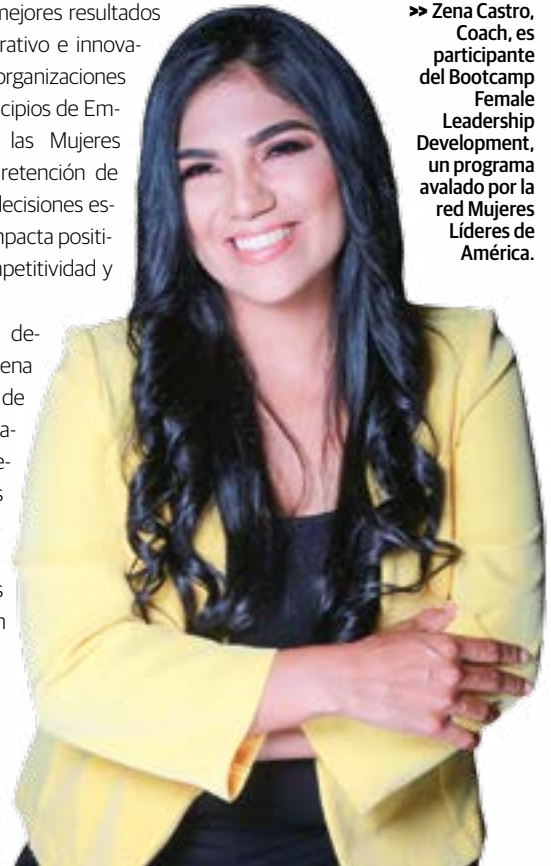 mejores resultados
rativo e innova-
organizaciones
cipios de Em-
las Mujeres
retención de
decisiones es-
mpacta positi-
mpetitividad y
de-
ena
de
a-
e-
s
s
n
>> Zena Castro,
Coach, es
participante
del Bootcamp
Female
Leadership
Development,
un programa
avalado por la
red Mujeres
Líderes de
América.